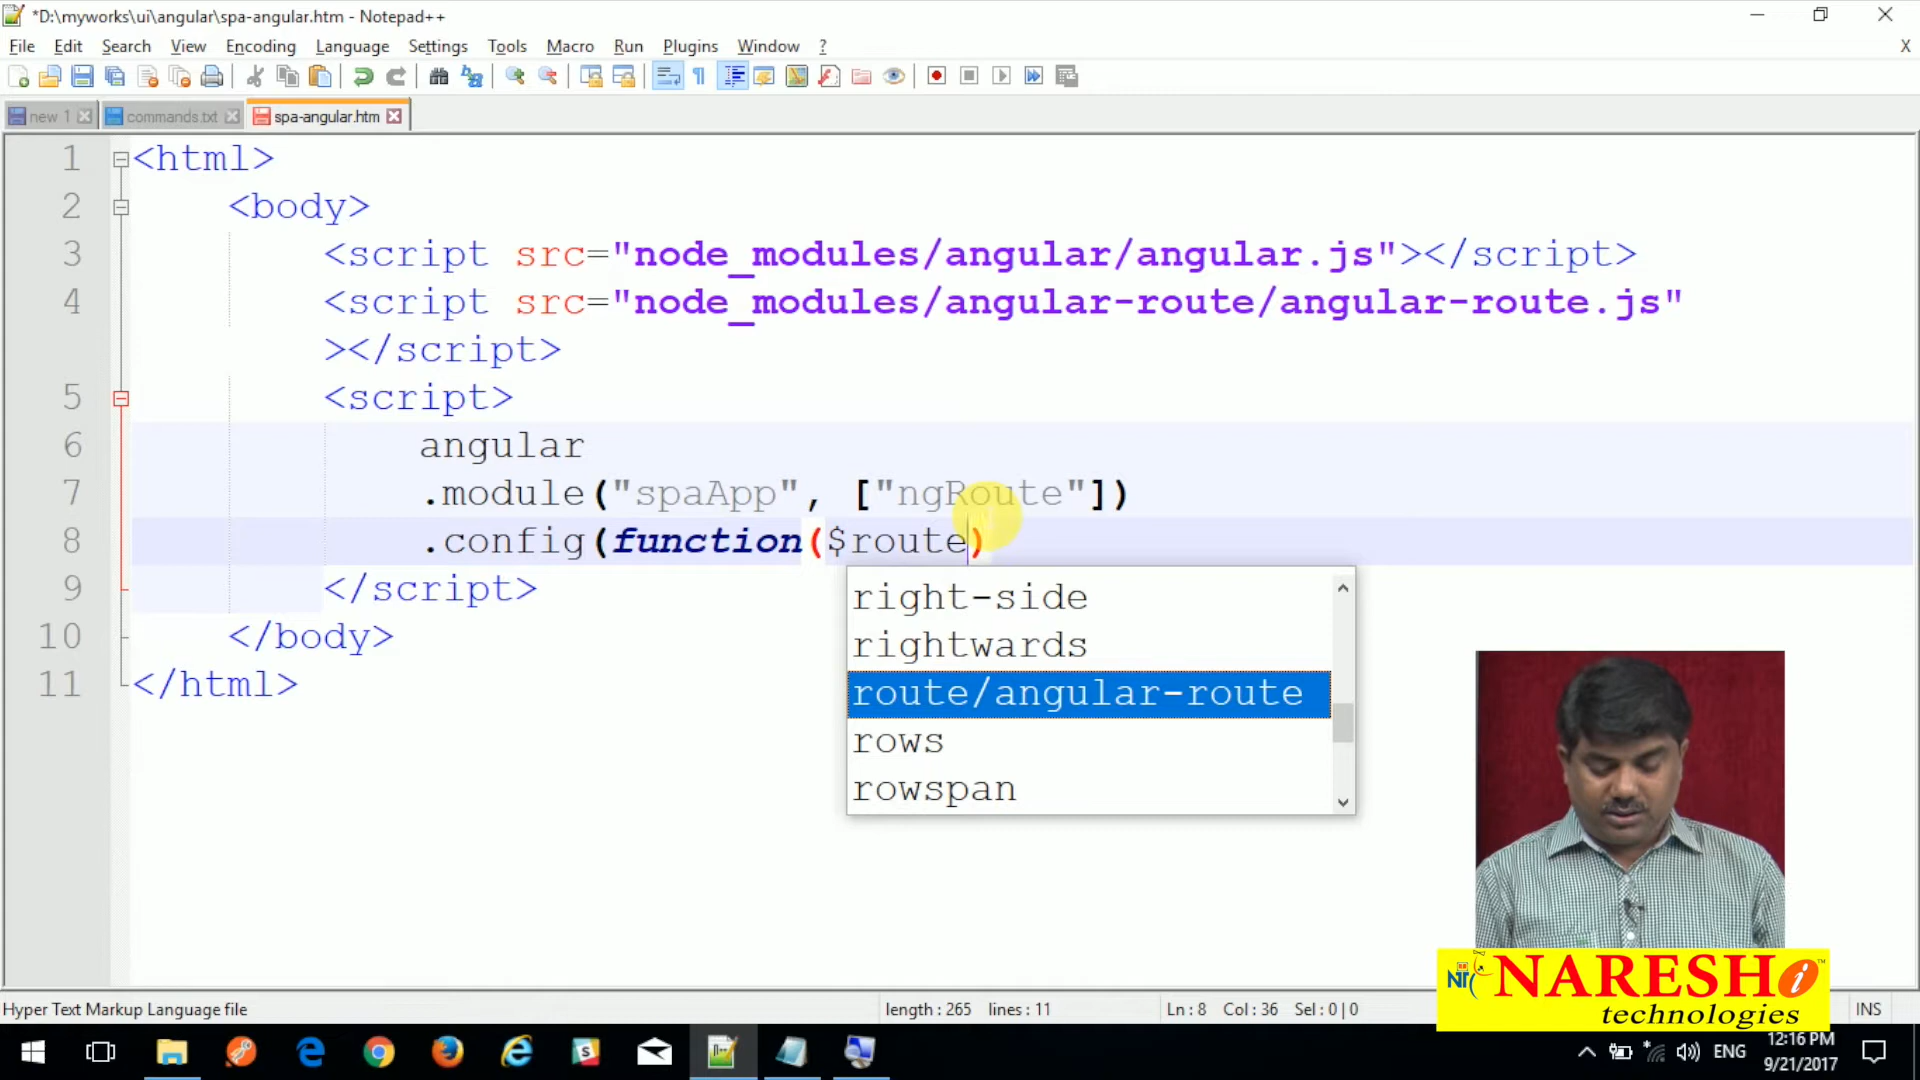 *D:\myworks\ui\angular\spa-angular.htm - Notepad++
File Edit Search View Encoding Language Settings Tools Macro Run Plugins Window ? X
new 1 commands.txt spa-angular.htm
1 <html>
2 <body>
3 <script src="node_modules/angular/angular.js"></script>
4 <script src="node_modules/angular-route/angular-route.js"
></script>
5 <script>
6 angular
7 .module("spaApp", ["ngRoute"])
8 .config(function($route)
9 </script>
10 </body>
11 </html>
right-side
rightwards
route/angular-route
rows
rowspan
NARESH i
technologies
Hyper Text Markup Language file length : 265 lines : 11 Ln : 8 Col : 36 Sel : 0 | 0 INS
ENG 12:16 PM
9/21/2017